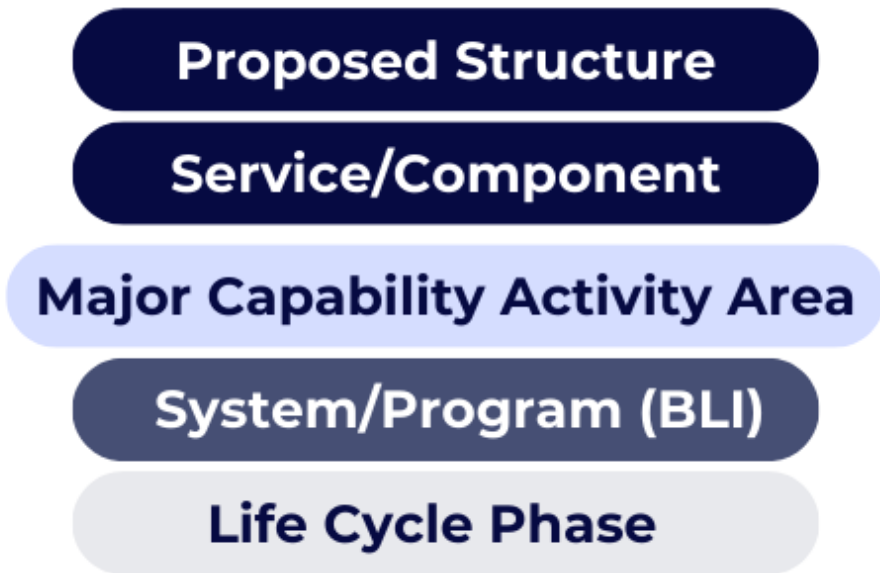 Proposed Structure
Service/Component
Major Capability Activity Area
System/Program (BLI)
Life Cycle Phase